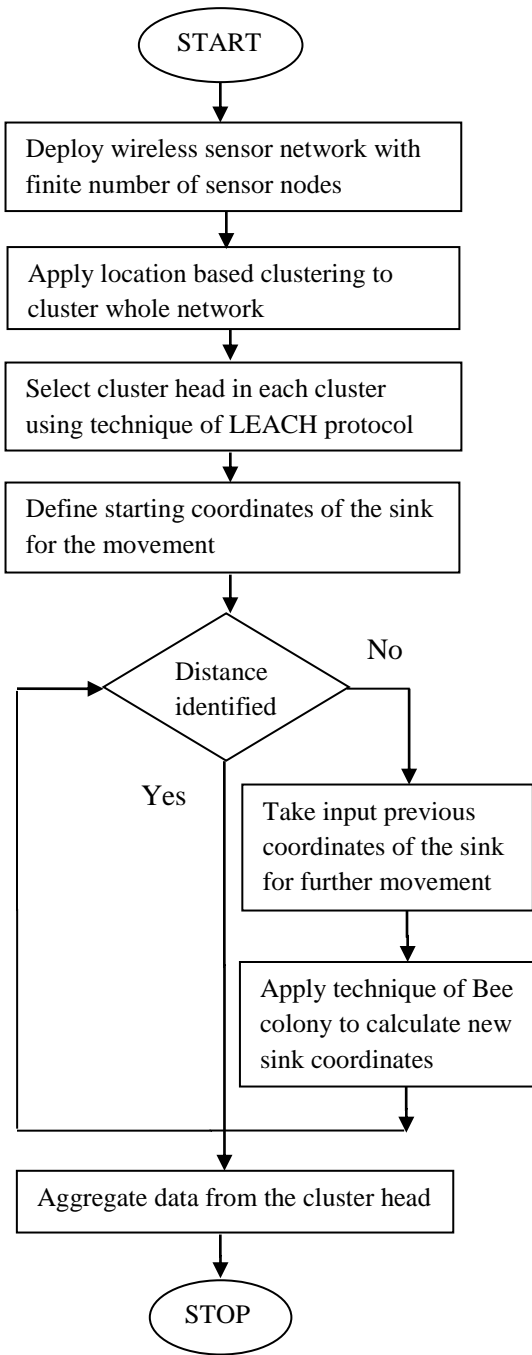 START
Deploy wireless sensor network with
finite number of sensor nodes
Apply location based clustering to
cluster whole network
Select cluster head in each cluster
using technique of LEACH protocol
Define starting coordinates of the sink
for the movement
Distance
identified
No
Yes
Take input previous
coordinates of the sink
for further movement
Apply technique of Bee
colony to calculate new
sink coordinates
Aggregate data from the cluster head
STOP